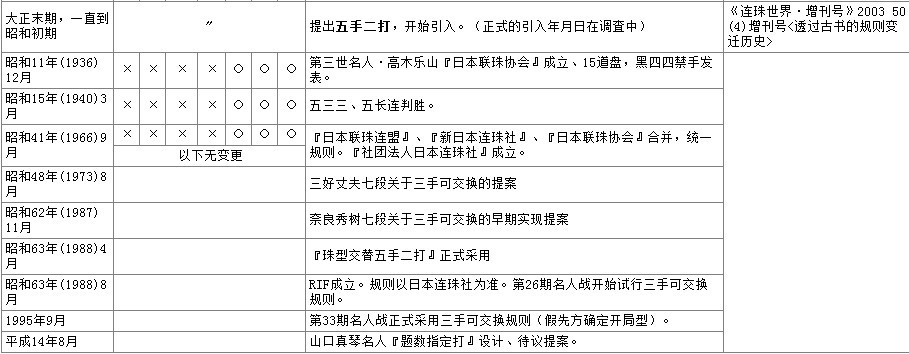 大正末期，一直到
昭和初期
〃
提出五手二打，开始引入。（正式的引入年月日在调查中）
《连珠世界·增刊号》2003 50
(4)增刊号<透过古书的规则变
迁历史>
昭和11年(1936)
12月
× × × × ○ ○ ○
第三世名人·高木乐山『日本联珠协会』成立、15道盘，黑四四禁手发
表。
昭和15年(1940)3
月
× × × × ○ ○ ○
五三三、五长连判胜。
昭和41年(1966)9
月
× × × × ○ ○ ○
以下无变更
『日本联珠连盟』、『新日本连珠社』、『日本联珠协会』合并，统一
规则。『社团法人日本连珠社』成立。
昭和48年(1973)8
月
三好丈夫七段关于三手可交换的提案
昭和62年(1987)
11月
奈良秀树七段关于三手可交换的早期实现提案
昭和63年(1988)4
月
『珠型交替五手二打』正式采用
昭和63年(1988)8
月
RIF成立。规则以日本连珠社为准。第26期名人战开始试行三手可交换
规则。
1995年9月
第33期名人战正式采用三手可交换规则（假先方确定开局型）。
平成14年8月
山口真琴名人『题数指定打』设计、待议提案。